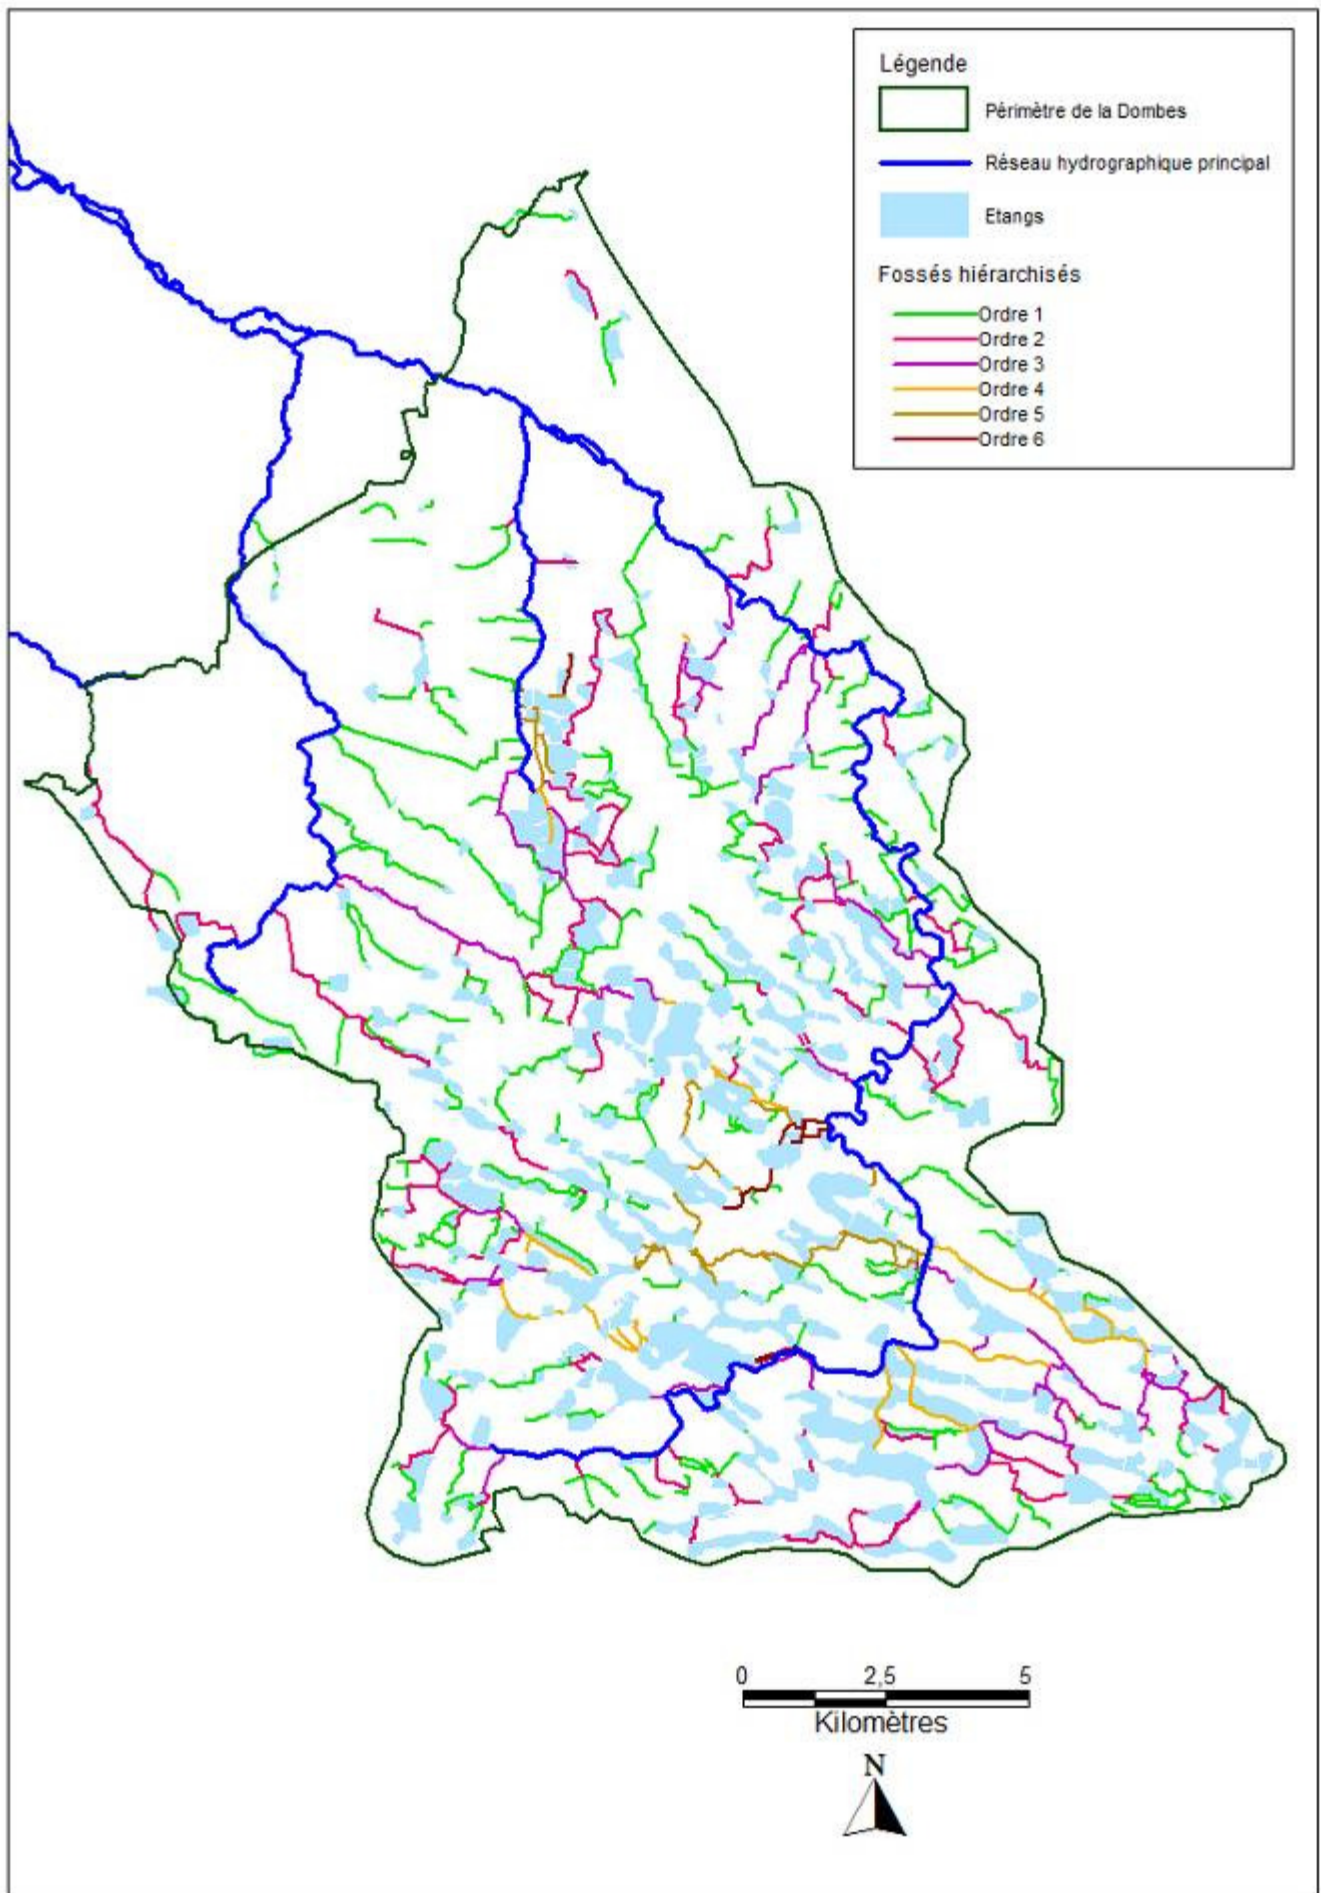 Légende
Périmètre de la Dombes
Réseau hydrographique principal
Etangs
Fossés hiérarchisés
Ordre 1
Ordre 2
Ordre 3
Ordre 4
Ordre 5
Ordre 6
0 2,5 5
Kilomètres
N